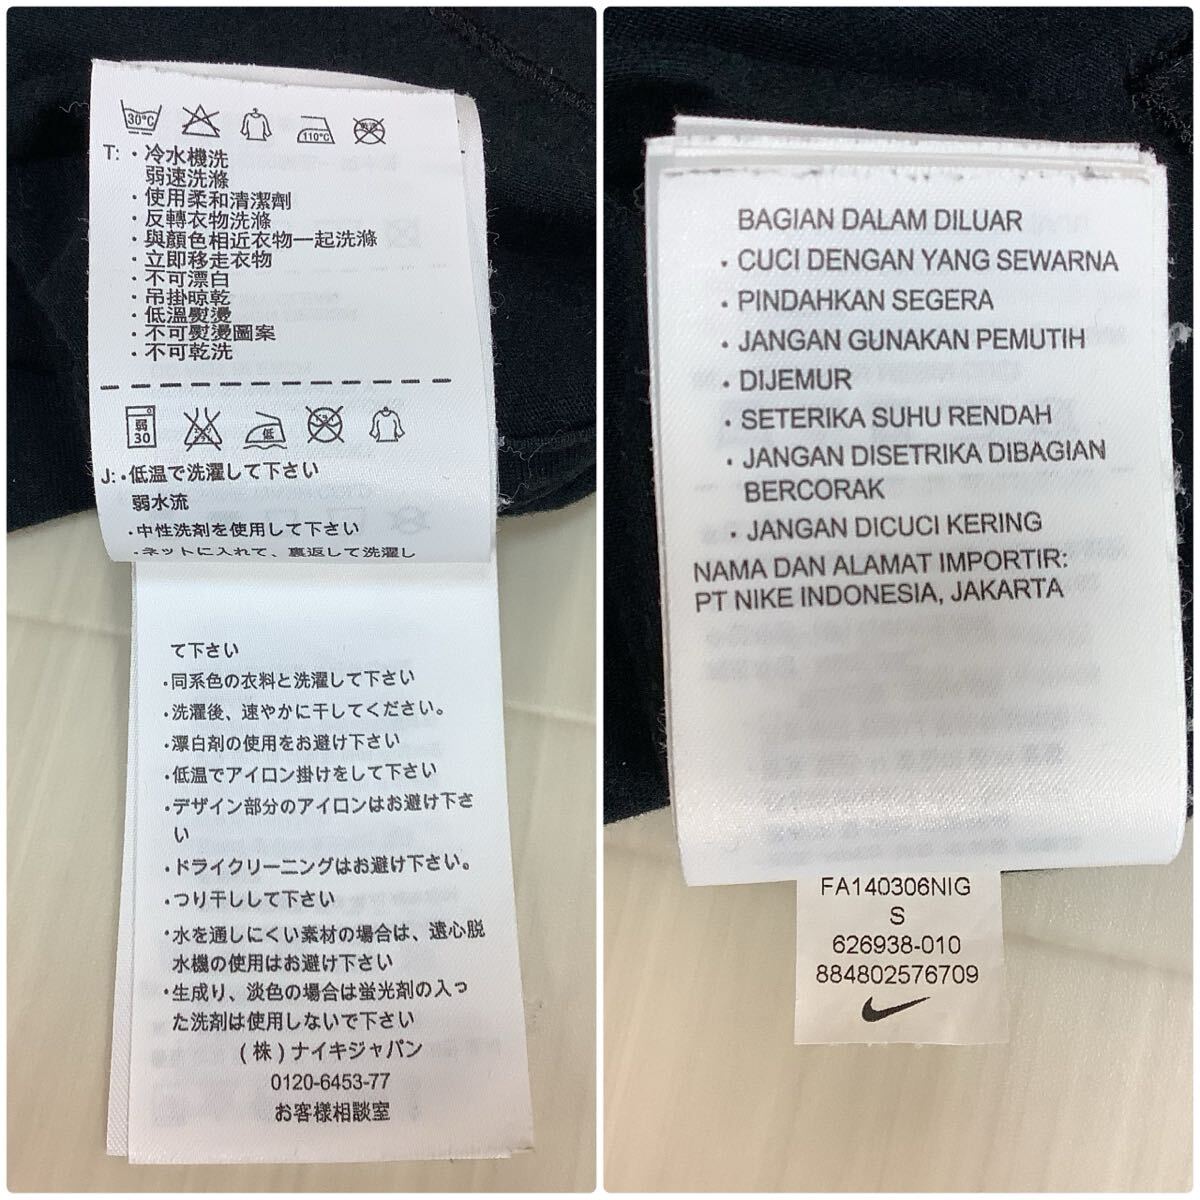 30°C
110°C
T: ・冷水機洗
弱速洗滌
・使用柔和清潔劑
・反轉衣物洗滌
・與顏色相近衣物一起洗滌
・立即移走衣物
・不可漂白
・吊掛晾乾
・低溫熨燙
・不可熨燙圖案
・不可乾洗
弱
30
低
J: ・低温で洗濯して下さい
弱水流
・中性洗剤を使用して下さい
・ネットに入れて、裏返して洗濯し
て下さい
・同系色の衣料と洗濯して下さい
・洗濯後、速やかに干してください。
・漂白剤の使用をお避け下さい
・低温でアイロン掛けをして下さい
・デザイン部分のアイロンはお避け下さ
い
・ドライクリーニングはお避け下さい。
・つり干しして下さい
・水を通しにくい素材の場合は、遠心脱
水機の使用はお避け下さい
・生成り、淡色の場合は蛍光剤の入っ
た洗剤は使用しないで下さい
(株)ナイキジャパン
0120-6453-77
お客様相談室
BAGIAN DALAM DILUAR
・CUCI DENGAN YANG SEWARNA
・PINDAHKAN SEGERA
・JANGAN GUNAKAN PEMUTIH
・DIJEMUR
・SETERIKA SUHU RENDAH
・JANGAN DISETRIKA DIBAGIAN
BERCORAK
・JANGAN DICUCI KERING
NAMA DAN ALAMAT IMPORTIR:
PT NIKE INDONESIA, JAKARTA
FA140306NIG
S
626938-010
884802576709